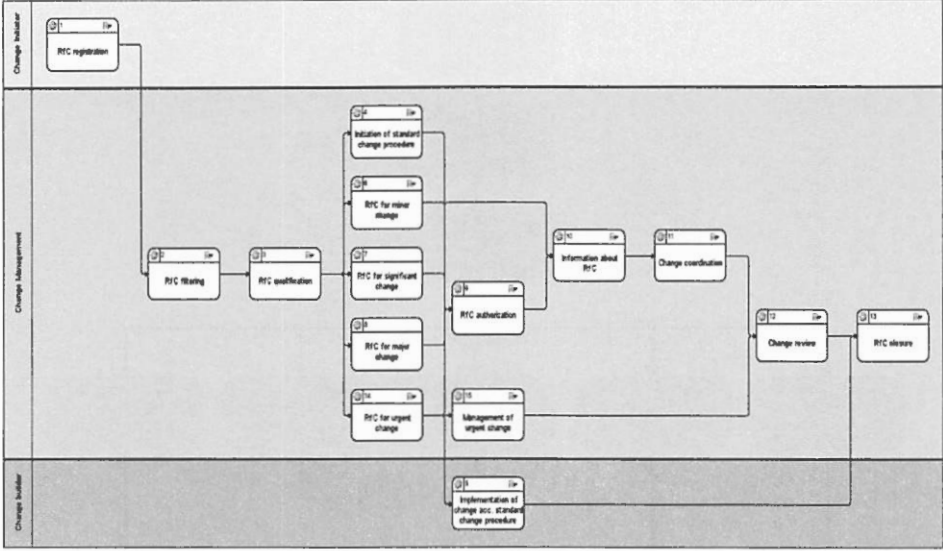 Change Initiator
1
RfC registration
Change Management
4
Initiation of standard
change procedure
6
RfC for minor
change
2
RfC filtering
3
RfC qualification
7
RfC for significant
change
8
RfC for major
change
14
RfC for urgent
change
9
RfC authorization
15
Management of
urgent change
10
Information about
RfC
11
Change coordination
12
Change review
13
RfC closure
Change builder
5
Implementation of
change acc. standard
change procedure